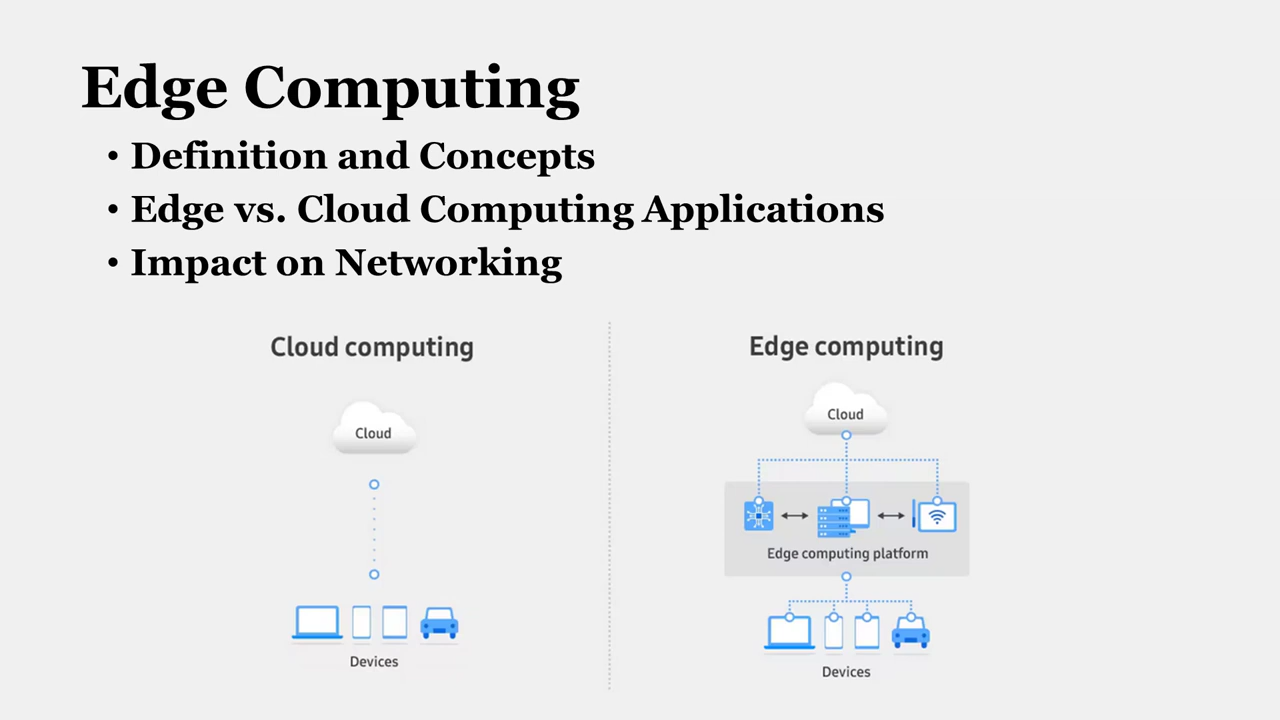 Edge Computing
• Definition and Concepts
• Edge vs. Cloud Computing Applications
• Impact on Networking
Cloud computing
Cloud
Devices
Edge computing
Cloud
Edge computing platform
Devices